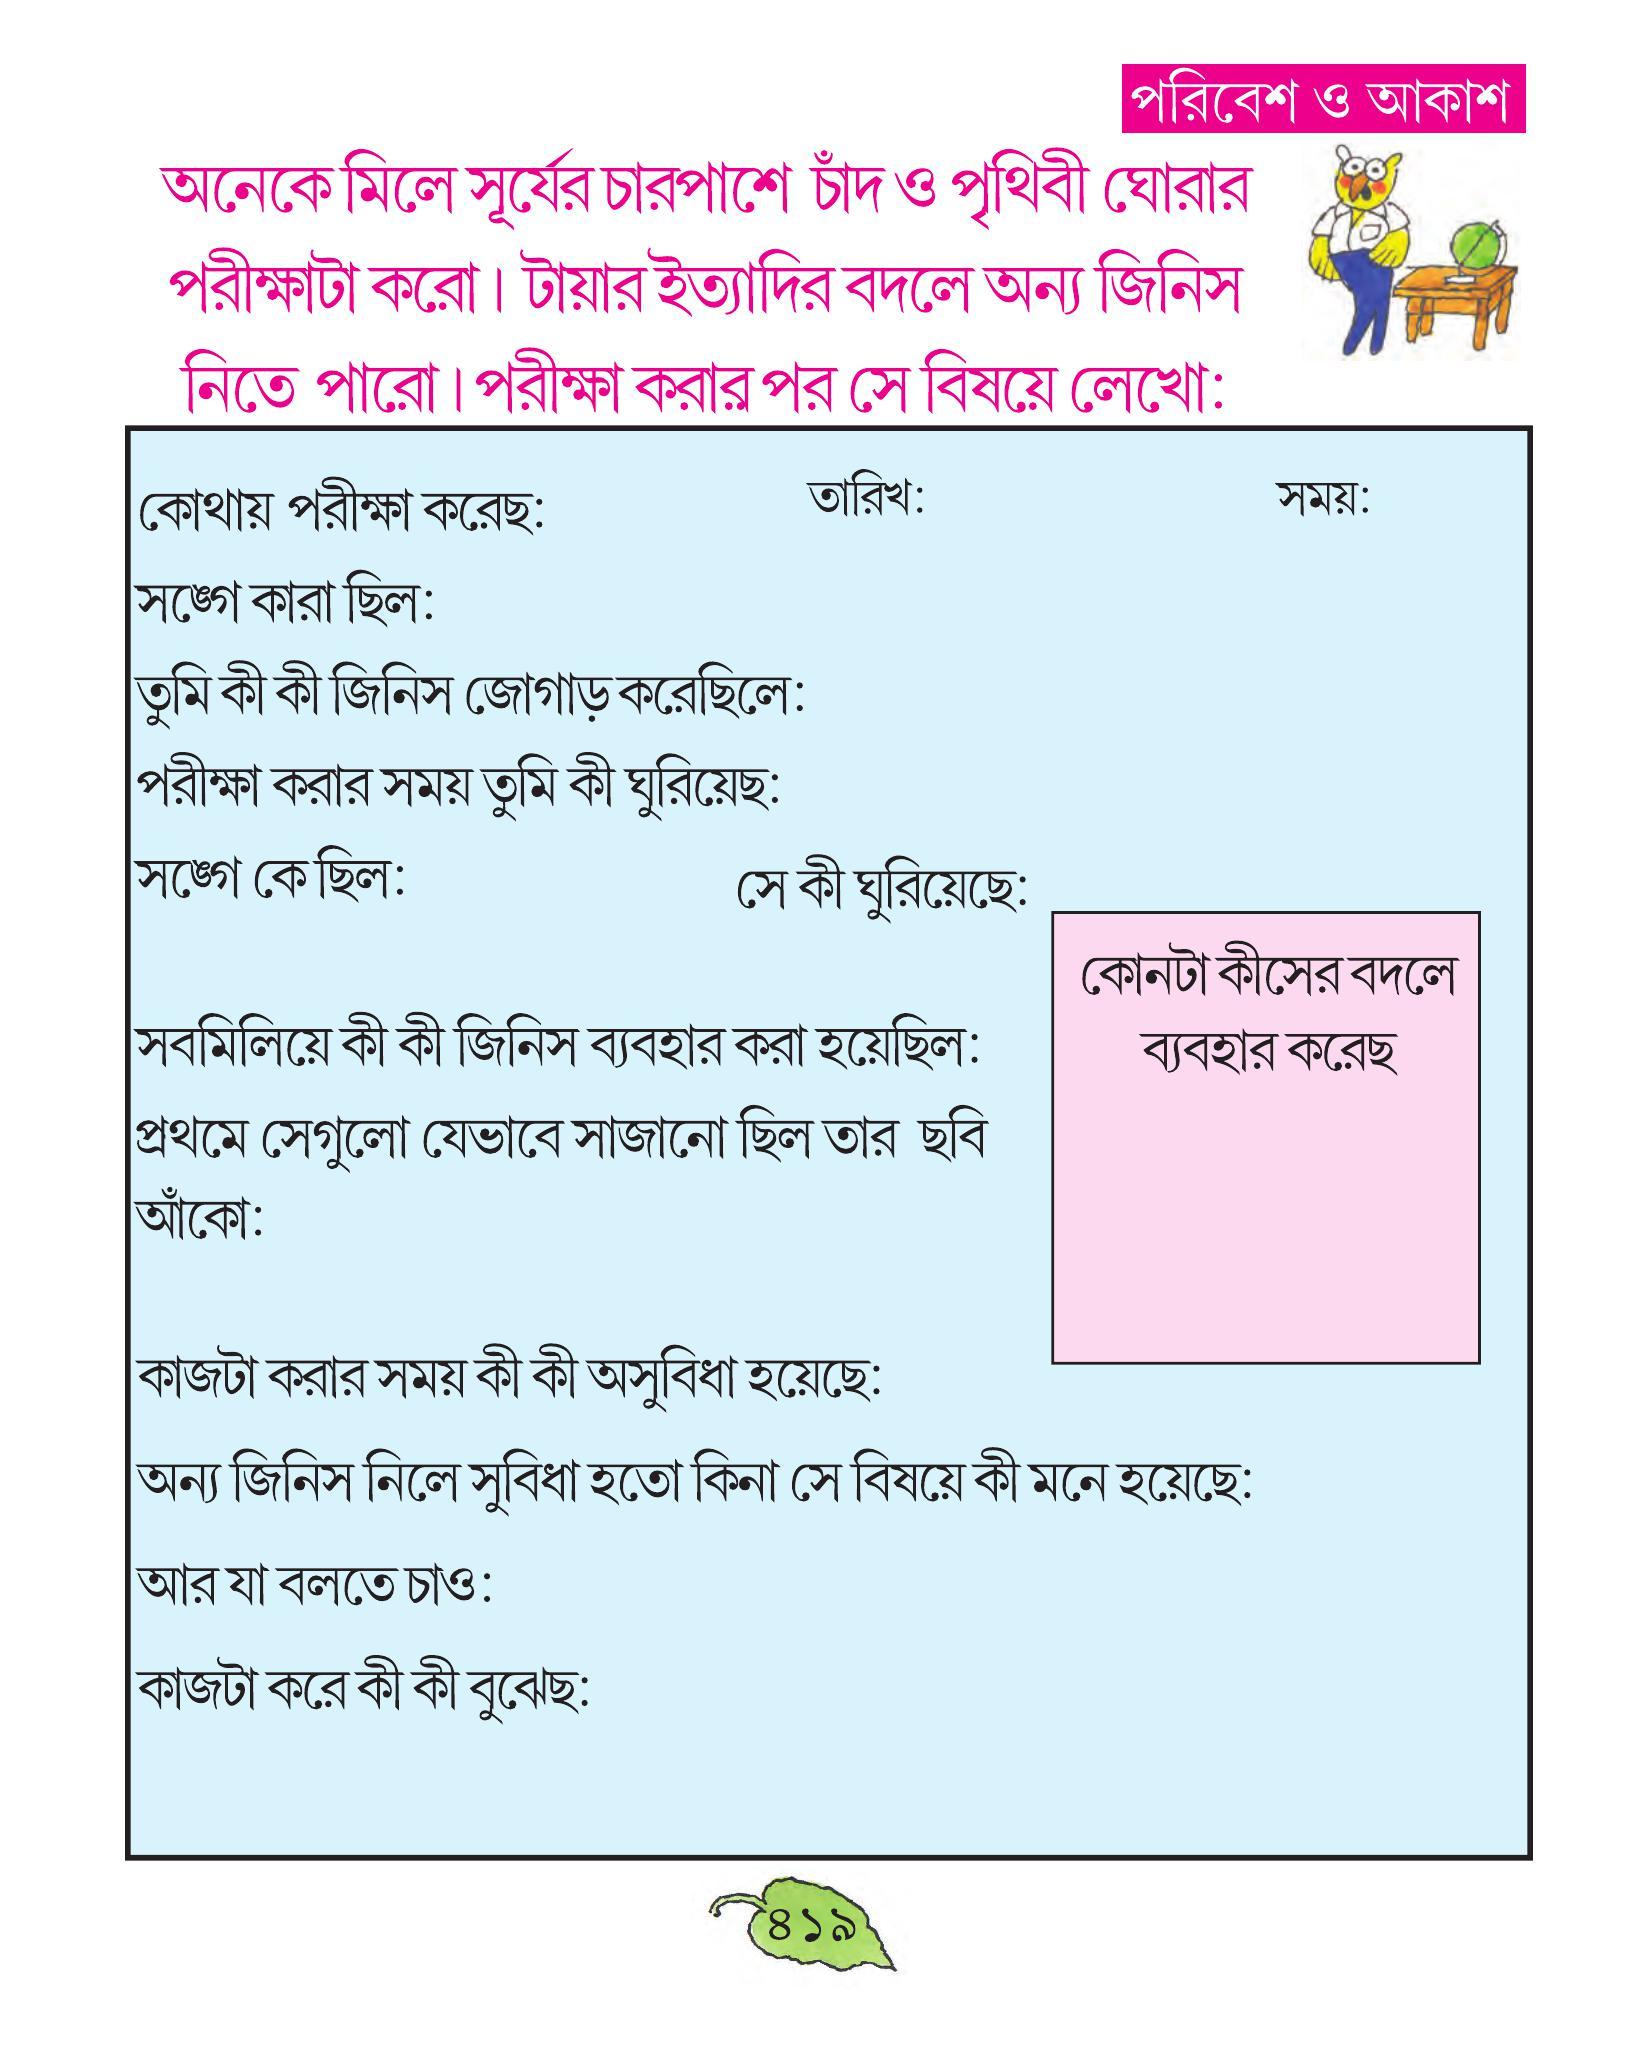 পরিবেশ ও আকাশ
অনেকে মিলে সূর্যের চারপাশে চাঁদ ও পৃথিবী ঘোরার
পরীক্ষাটা করো। টায়ার ইত্যাদির বদলে অন্য জিনিস
নিতে পারো। পরীক্ষা করার পর সে বিষয়ে লেখো:
কোথায় পরীক্ষা করেছ: তারিখ: সময়:
সঙ্গে কারা ছিল:
তুমি কী কী জিনিস জোগাড় করেছিলে:
পরীক্ষা করার সময় তুমি কী ঘুরিয়েছ:
সঙ্গে কে ছিল: সে কী ঘুরিয়েছে:
কোনটা কীসের বদলে
ব্যবহার করেছ
সবমিলিয়ে কী কী জিনিস ব্যবহার করা হয়েছিল:
প্রথমে সেগুলো যেভাবে সাজানো ছিল তার ছবি
আঁকো:
কাজটা করার সময় কী কী অসুবিধা হয়েছে:
অন্য জিনিস নিলে সুবিধা হতো কিনা সে বিষয়ে কী মনে হয়েছে:
আর যা বলতে চাও:
কাজটা করে কী কী বুঝেছ:
৪১৯